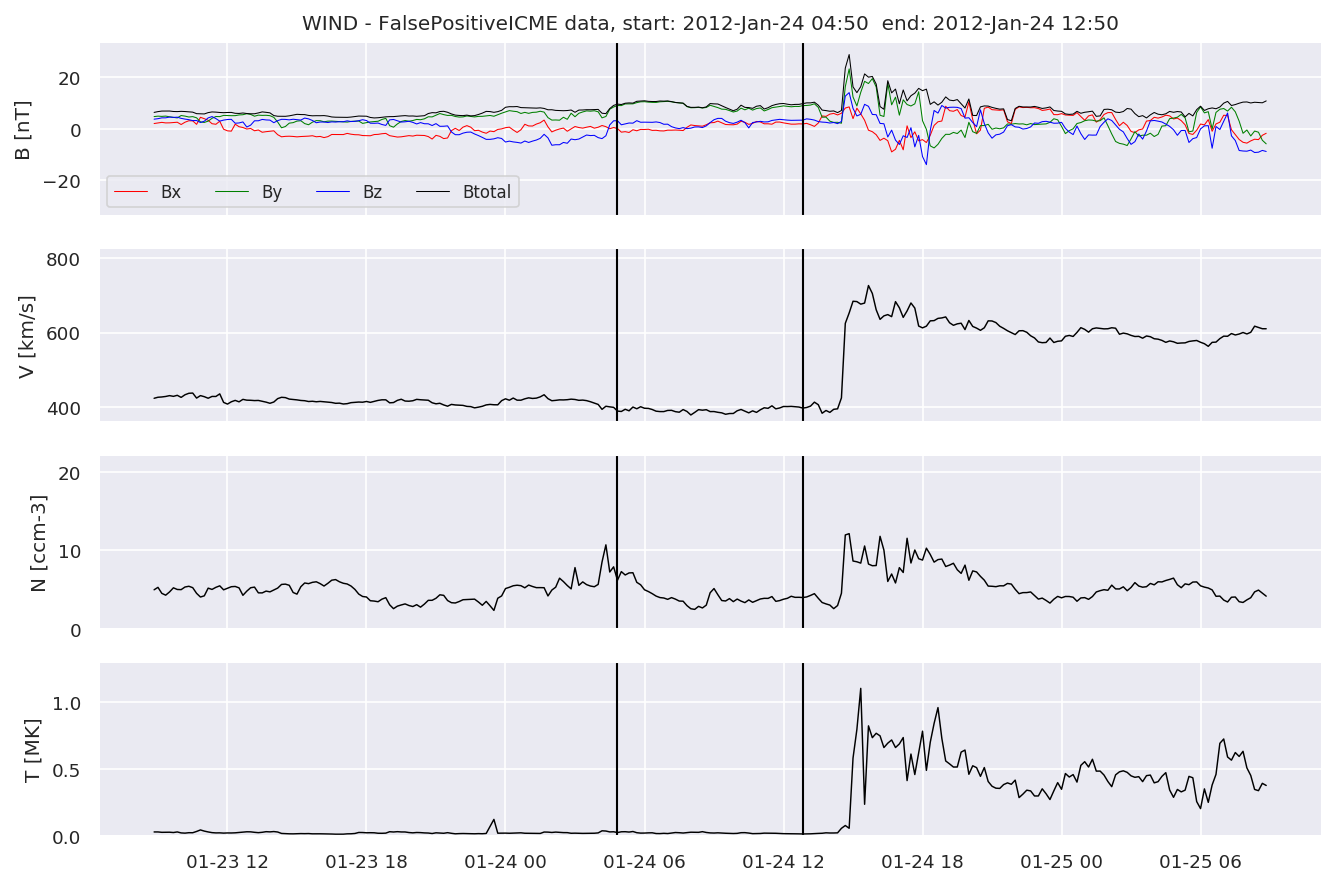 WIND - FalsePositiveICME data, start: 2012-Jan-24 04:50  end: 2012-Jan-24 12:50
B [nT]
20
0
−20
Bx By Bz Btotal
V [km/s]
800
600
400
N [ccm-3]
20
10
0
T [MK]
1.0
0.5
0.0
01-23 12 01-23 18 01-24 00 01-24 06 01-24 12 01-24 18 01-25 00 01-25 06